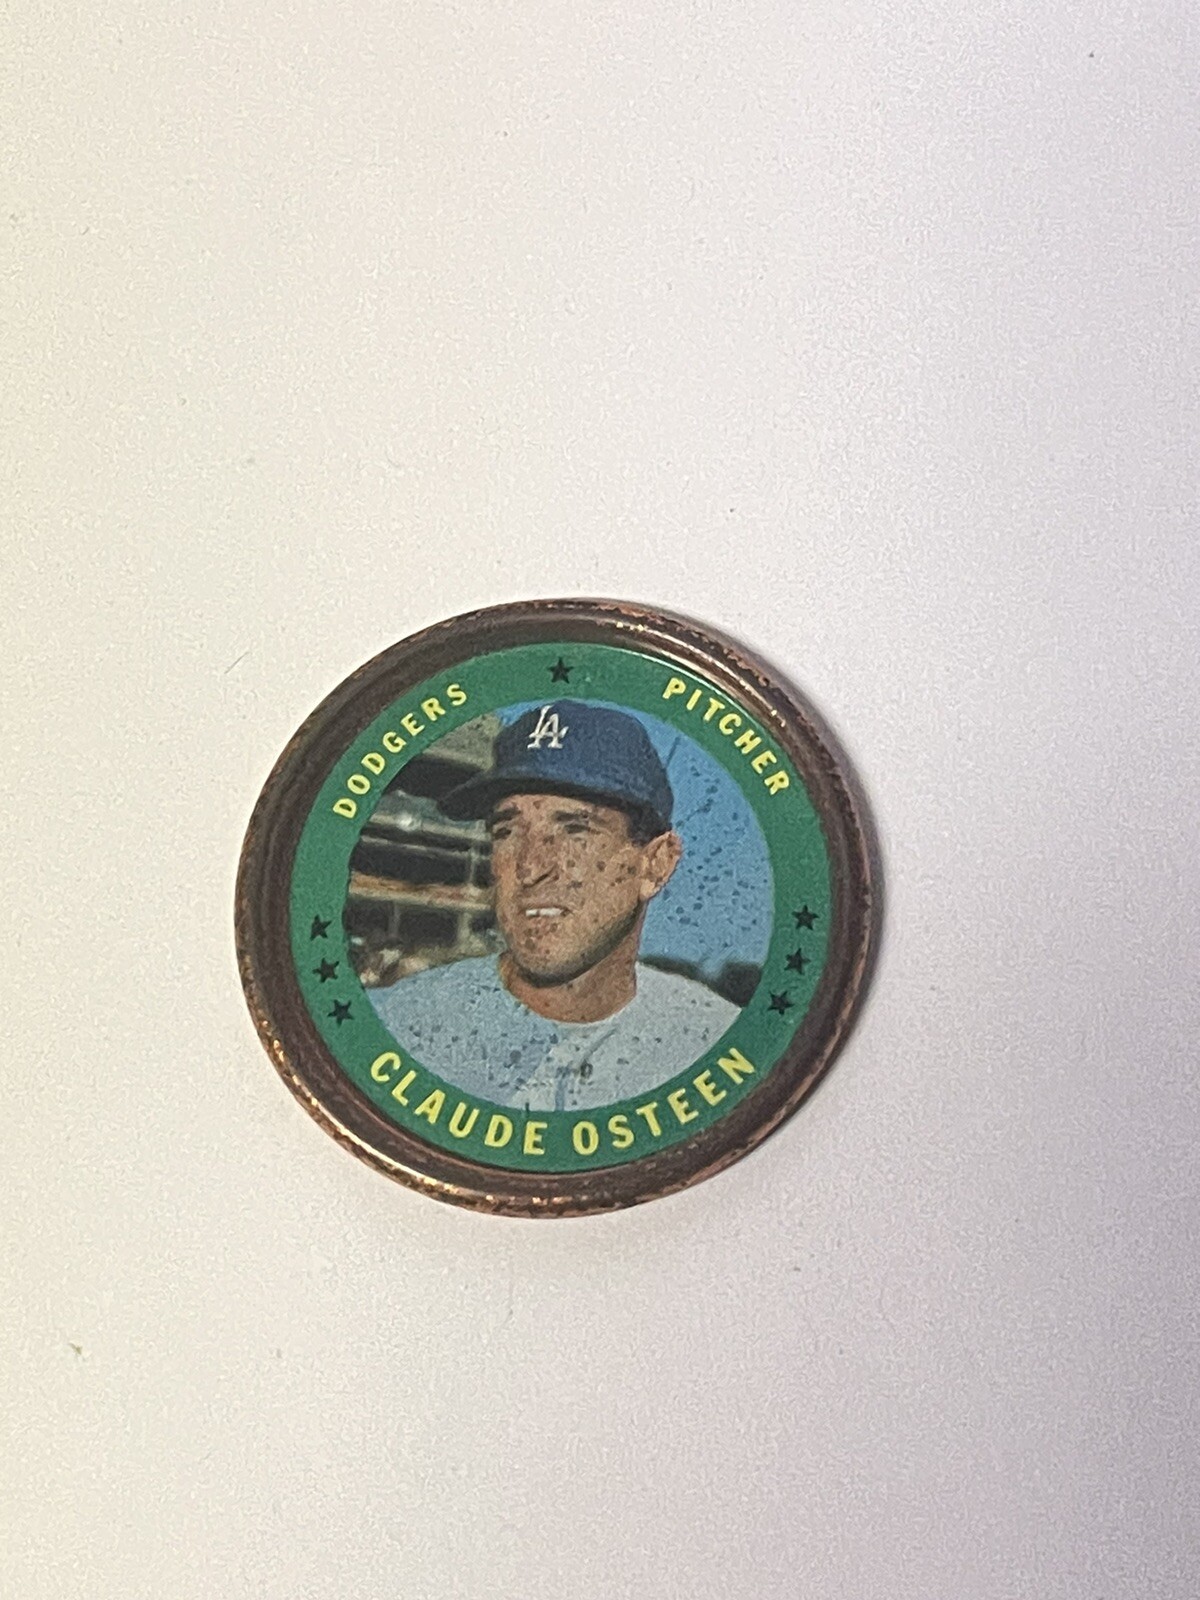 DODGERS
PITCHER
LA
CLAUDE OSTEEN